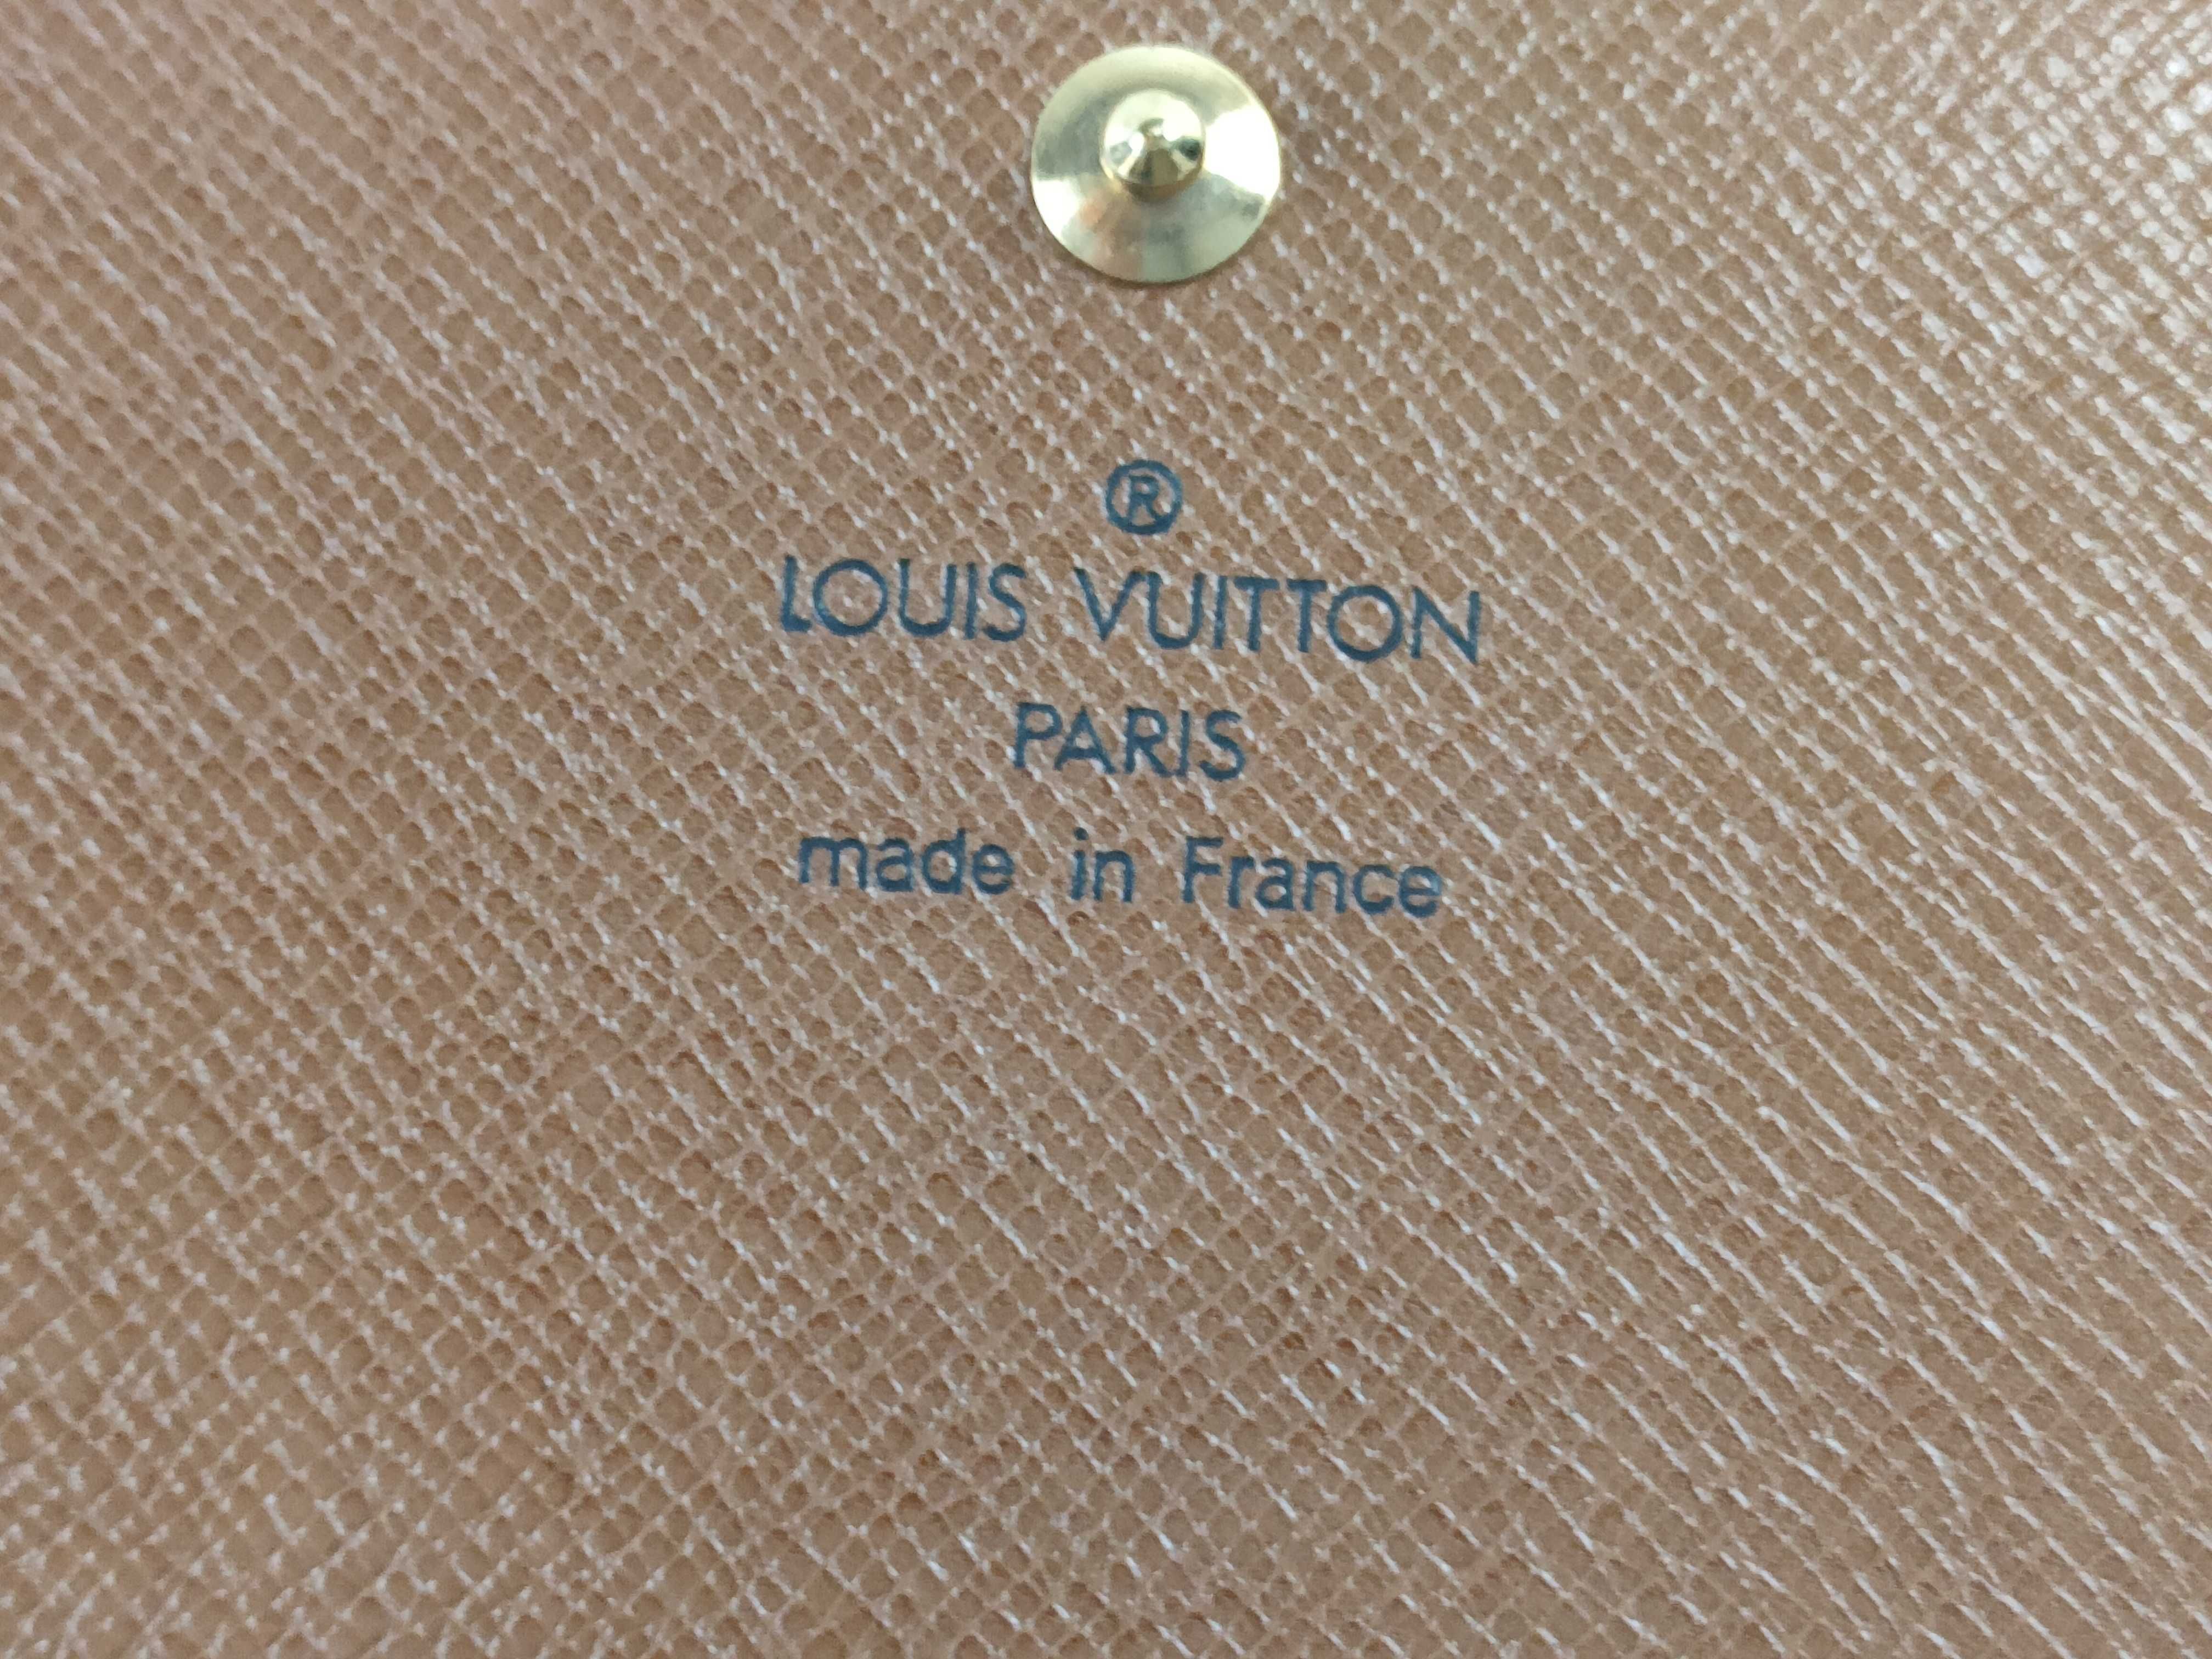 ®
LOUIS VUITTON
PARIS
made in France